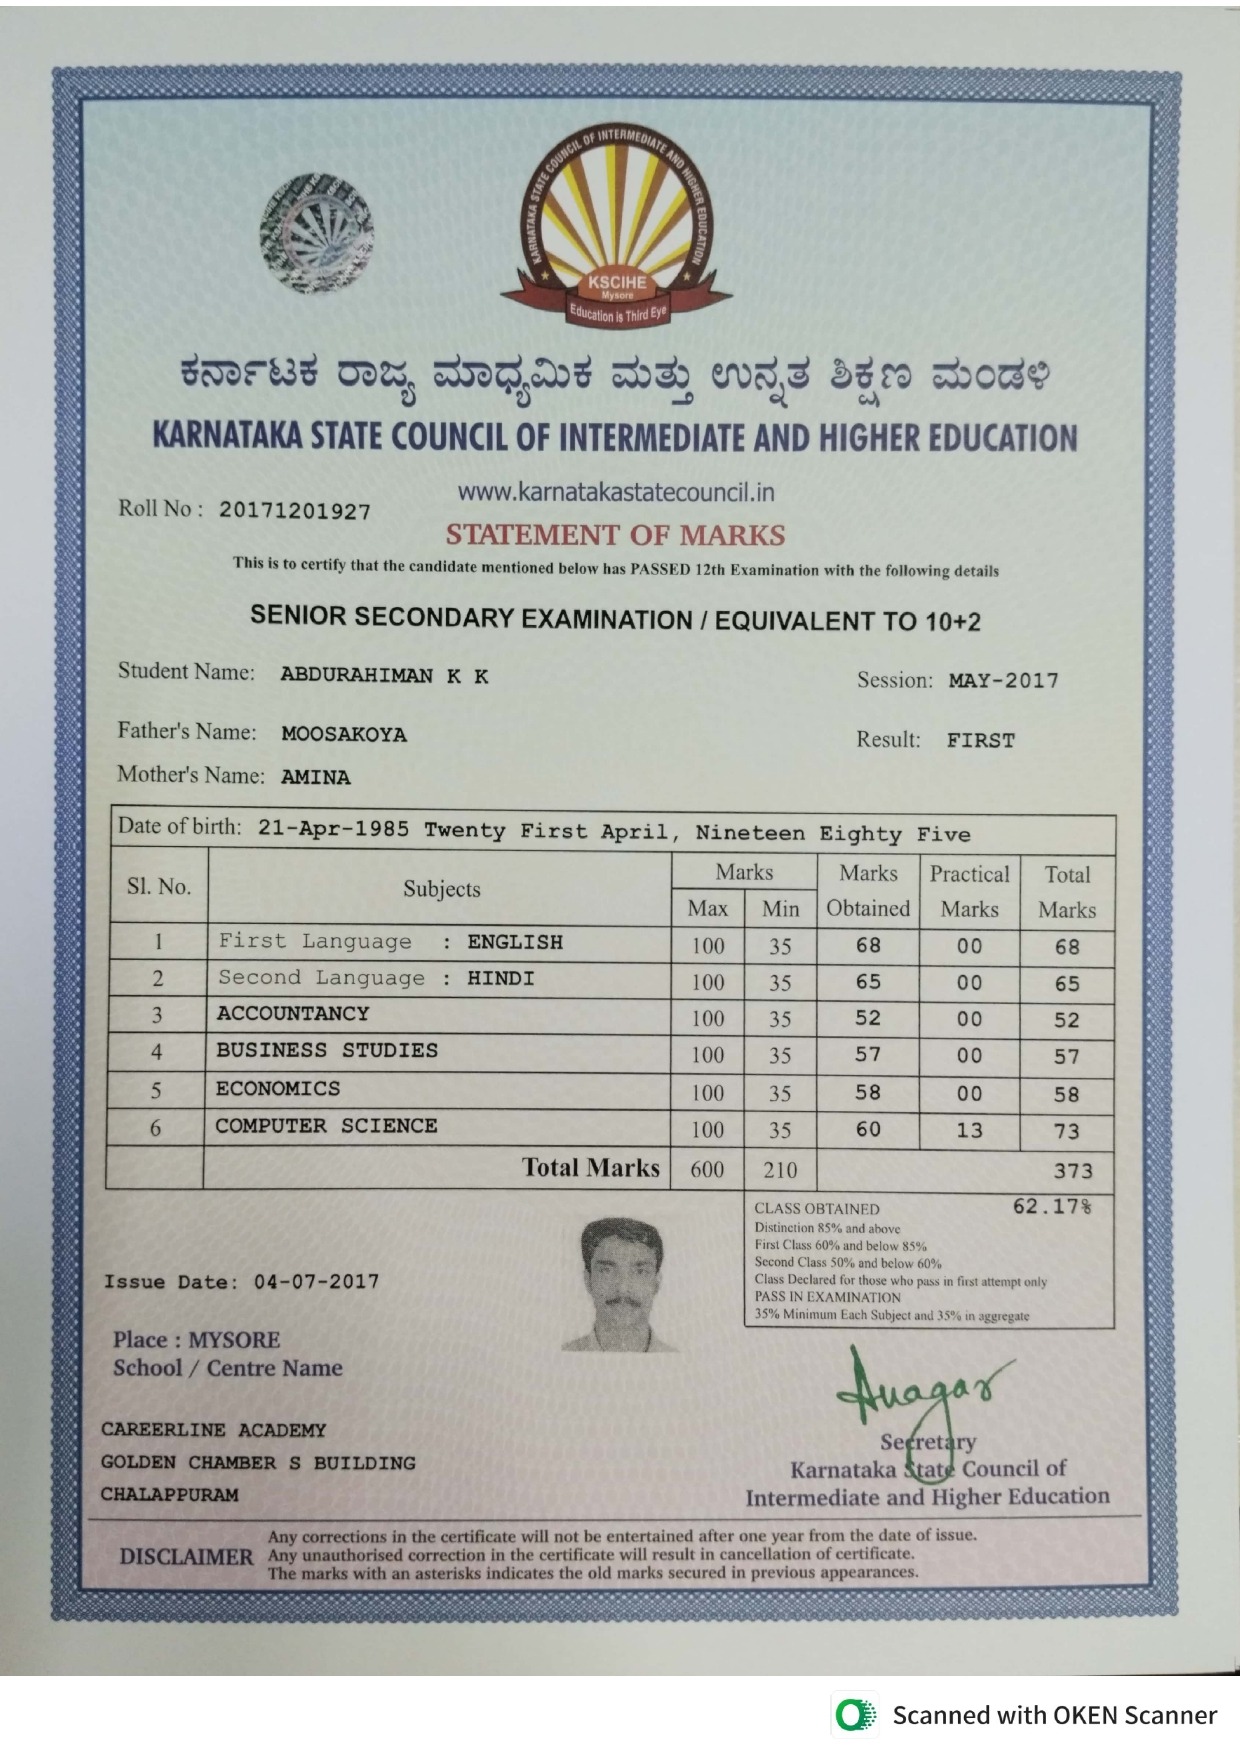 KARNATAKA STATE COUNCIL OF INTERMEDIATE AND HIGHER EDUCATION
KSCIHE
Mysore
Education is Third Eye
ಕರ್ನಾಟಕ ರಾಜ್ಯ ಮಾಧ್ಯಮಿಕ ಮತ್ತು ಉನ್ನತ ಶಿಕ್ಷಣ ಮಂಡಳಿ
KARNATAKA STATE COUNCIL OF INTERMEDIATE AND HIGHER EDUCATION
www.karnatakastatecouncil.in
Roll No : 20171201927
STATEMENT OF MARKS
This is to certify that the candidate mentioned below has PASSED 12th Examination with the following details
SENIOR SECONDARY EXAMINATION / EQUIVALENT TO 10+2
Student Name: ABDURAHIMAN K K Session: MAY-2017
Father's Name: MOOSAKOYA Result: FIRST
Mother's Name: AMINA
Date of birth: 21-Apr-1985 Twenty First April, Nineteen Eighty Five
Sl. No. Subjects Marks Max Min Marks Obtained Practical Marks Total Marks
1 First Language : ENGLISH 100 35 68 00 68
2 Second Language : HINDI 100 35 65 00 65
3 ACCOUNTANCY 100 35 52 00 52
4 BUSINESS STUDIES 100 35 57 00 57
5 ECONOMICS 100 35 58 00 58
6 COMPUTER SCIENCE 100 35 60 13 73
Total Marks 600 210 373
CLASS OBTAINED 62.17%
Distinction 85% and above
First Class 60% and below 85%
Second Class 50% and below 60%
Class Declared for those who pass in first attempt only
PASS IN EXAMINATION
35% Minimum Each Subject and 35% in aggregate
Issue Date: 04-07-2017
Place : MYSORE
School / Centre Name
CAREERLINE ACADEMY
GOLDEN CHAMBER S BUILDING
CHALAPPURAM
Secretary
Karnataka State Council of
Intermediate and Higher Education
DISCLAIMER
Any corrections in the certificate will not be entertained after one year from the date of issue.
Any unauthorised correction in the certificate will result in cancellation of certificate.
The marks with an asterisks indicates the old marks secured in previous appearances.
Scanned with OKEN Scanner